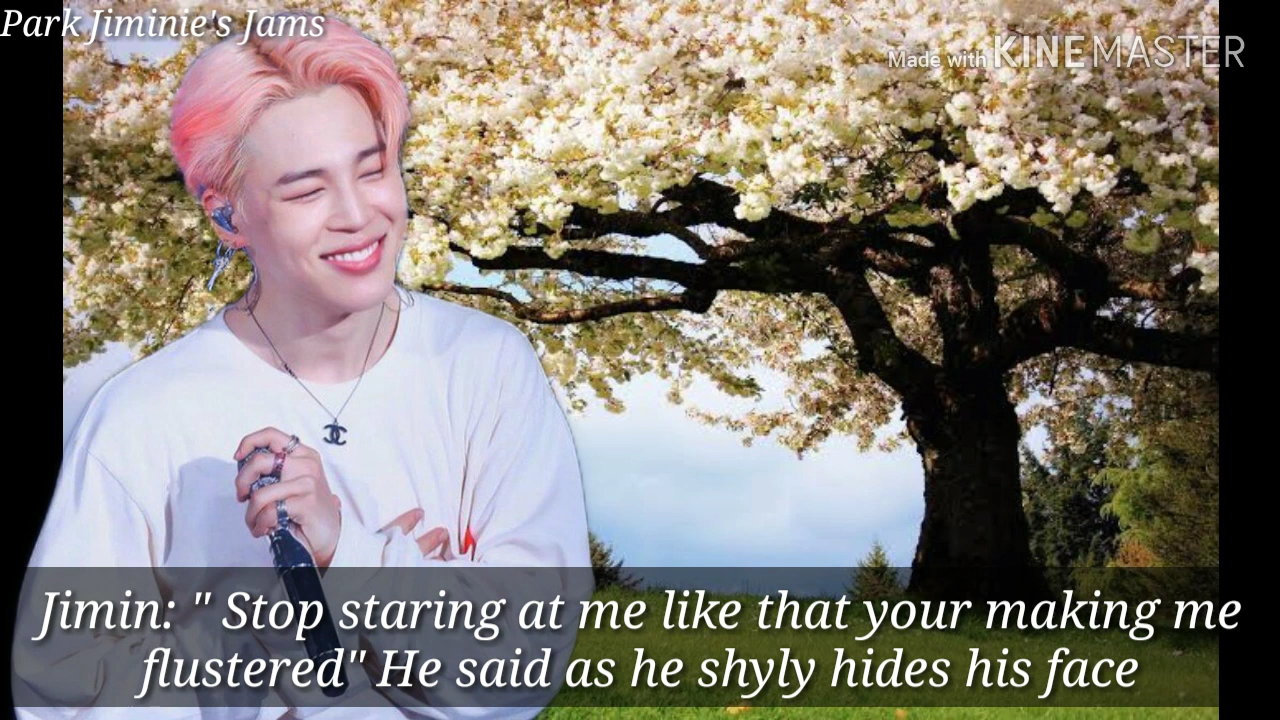 Park Jiminie's Jams
Made with KINEMASTER
Jimin: " Stop staring at me like that your making me
flustered" He said as he shyly hides his face